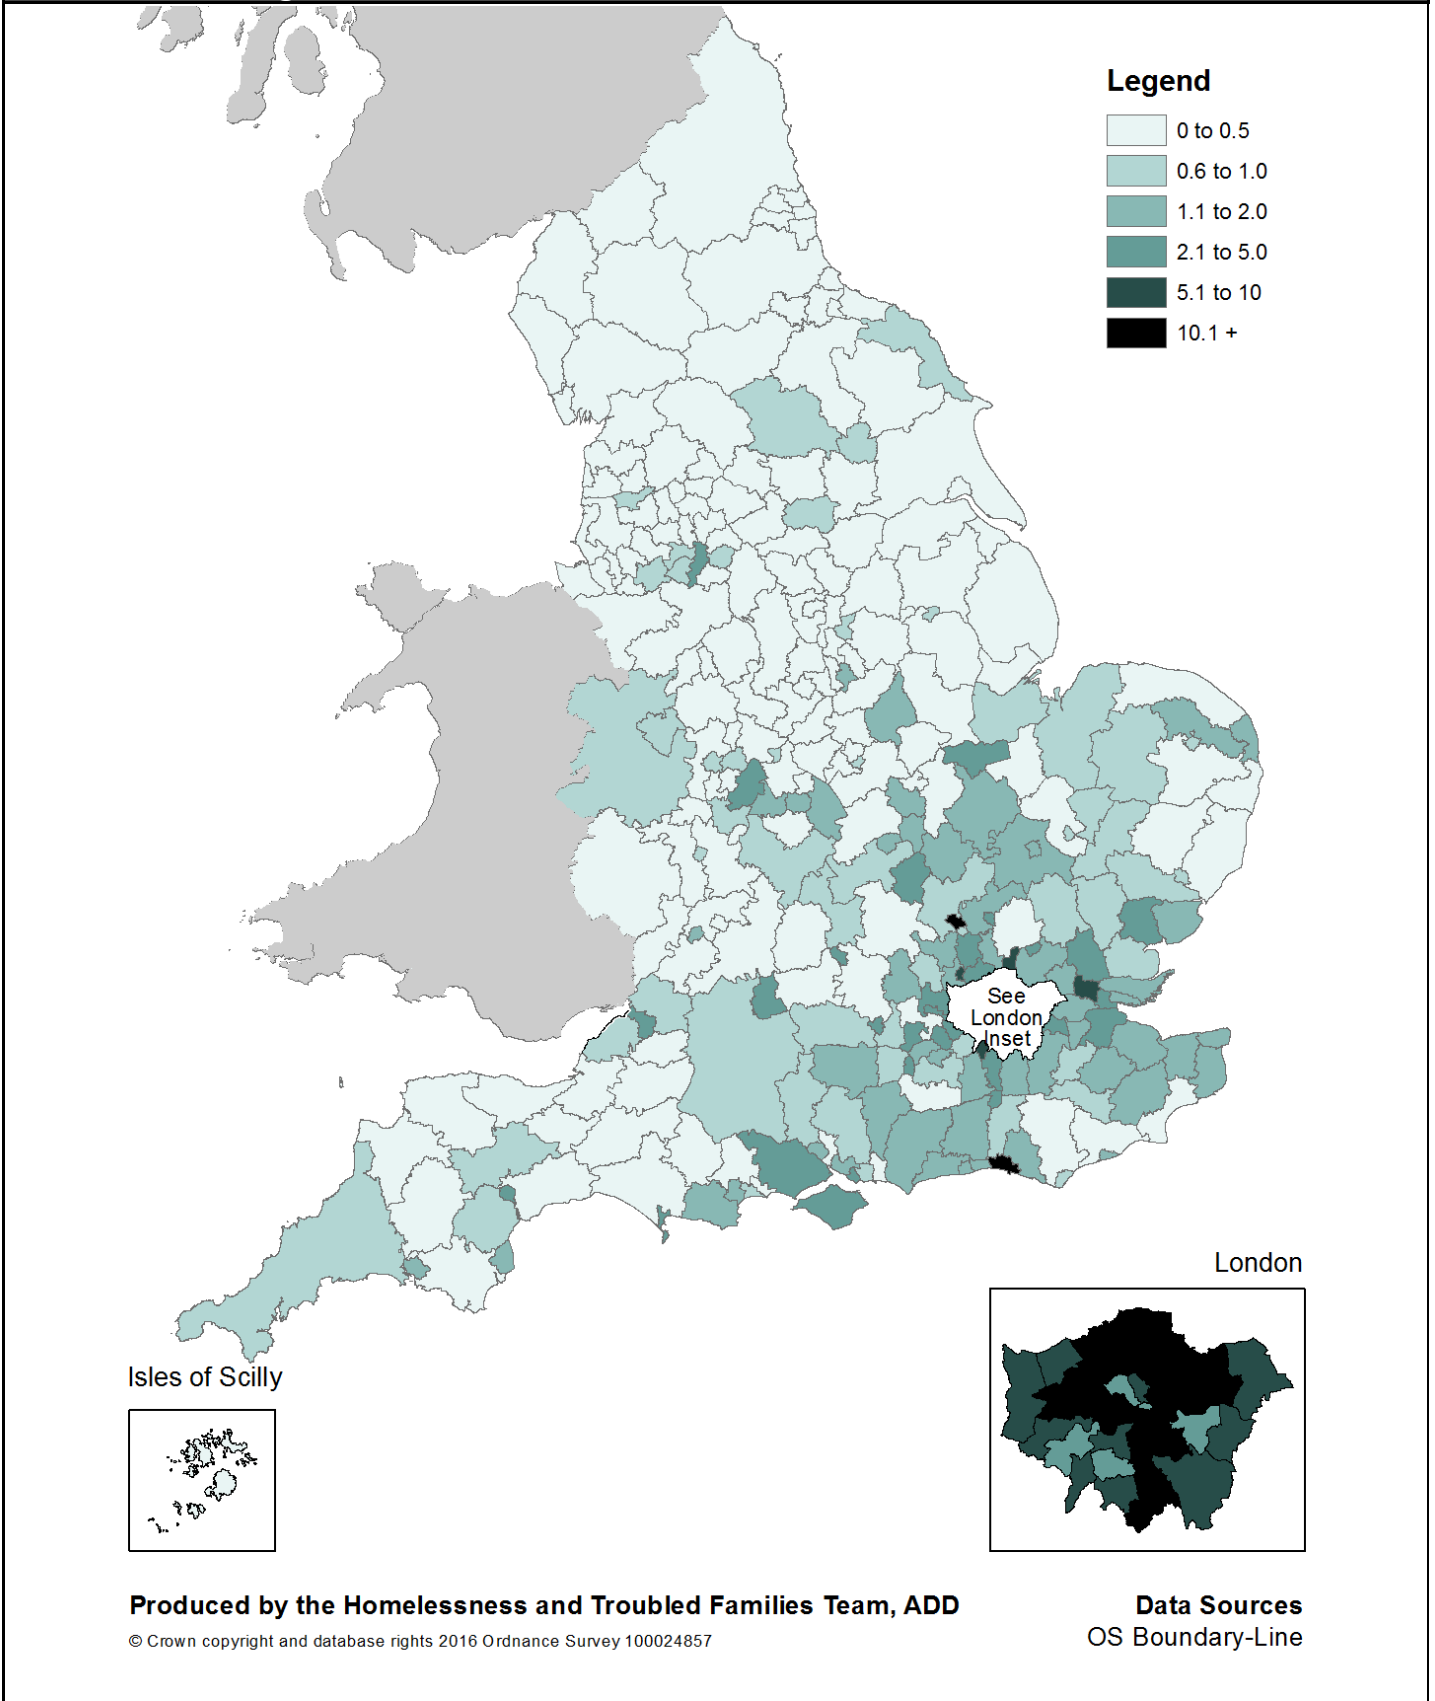 Legend
0 to 0.5
0.6 to 1.0
1.1 to 2.0
2.1 to 5.0
5.1 to 10
10.1 +
See
London
Inset
London
Isles of Scilly
Produced by the Homelessness and Troubled Families Team, ADD
© Crown copyright and database rights 2016 Ordnance Survey 100024857
Data Sources
OS Boundary-Line